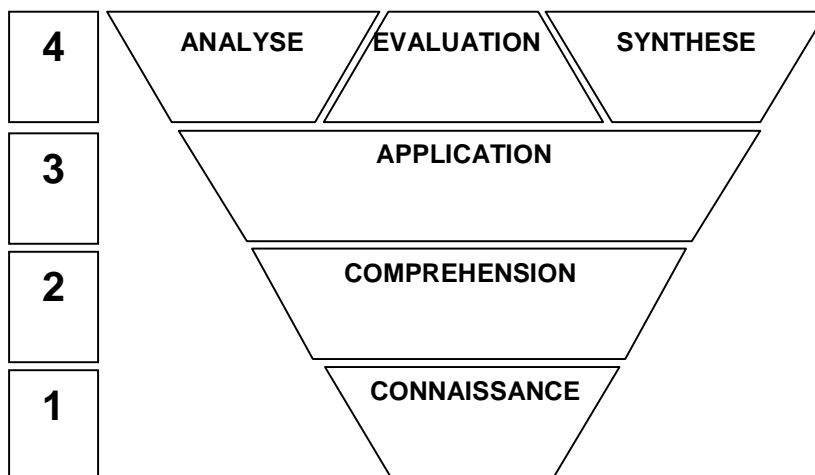 4 ANALYSE EVALUATION SYNTHESE
3 APPLICATION
2 COMPREHENSION
1 CONNAISSANCE